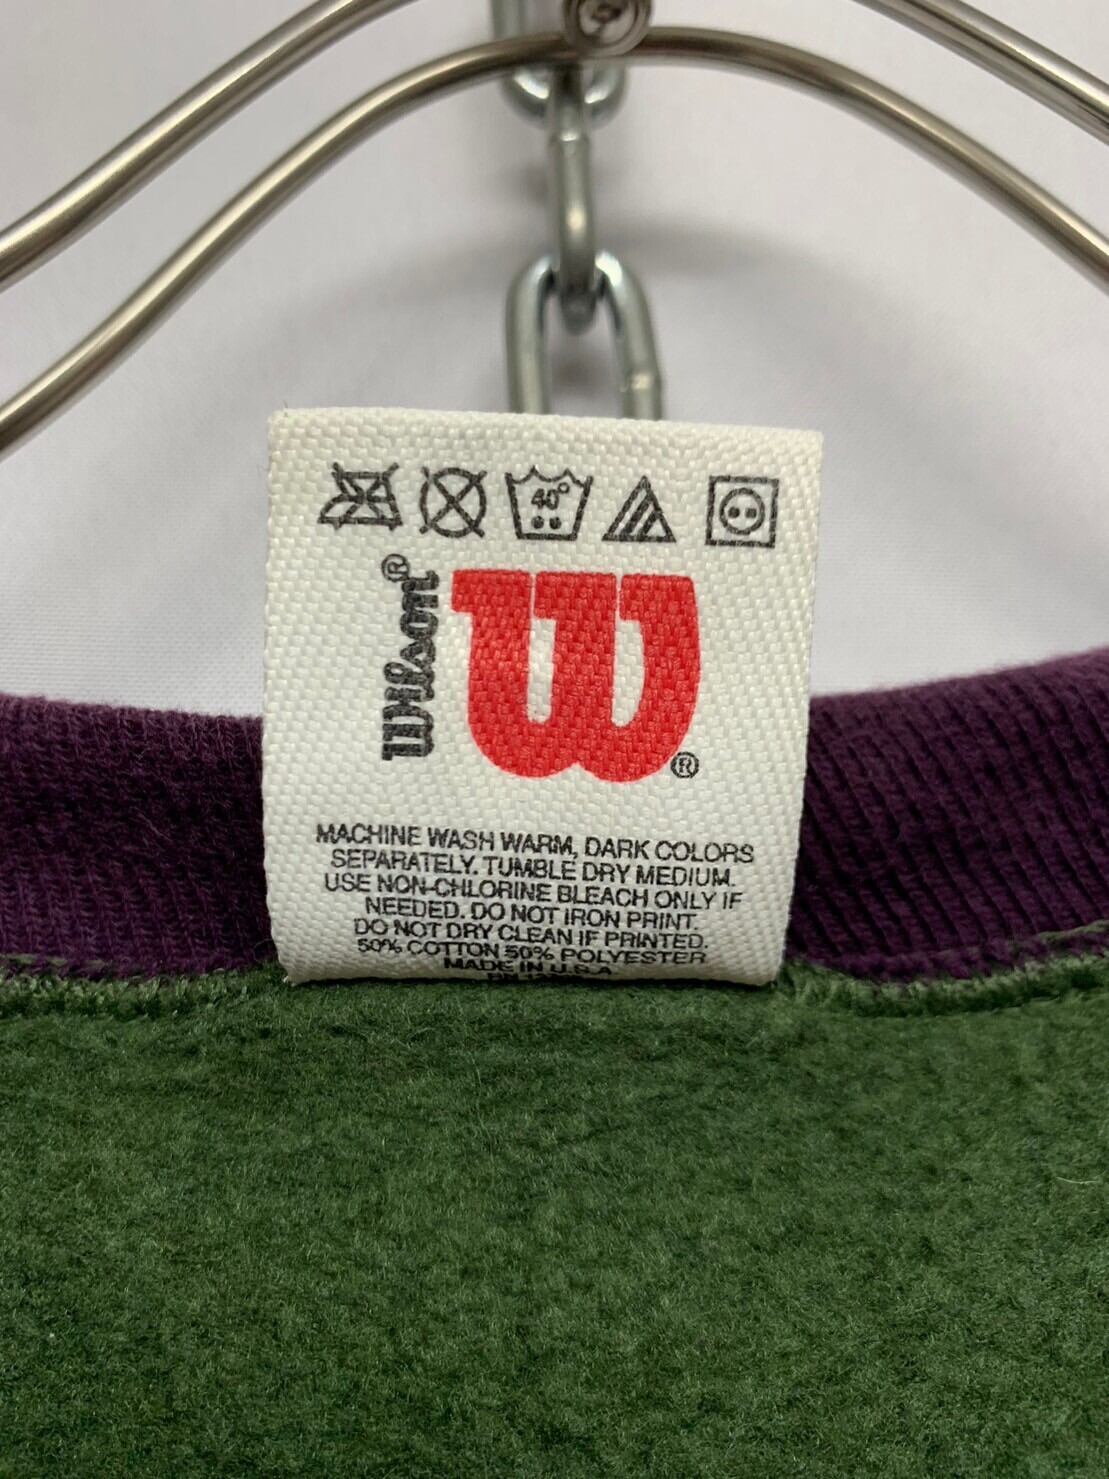 40°
Wilson®
W®
MACHINE WASH WARM, DARK COLORS
SEPARATELY. TUMBLE DRY MEDIUM.
USE NON-CHLORINE BLEACH ONLY IF
NEEDED. DO NOT IRON PRINT.
DO NOT DRY CLEAN IF PRINTED.
50% COTTON 50% POLYESTER
MADE IN U.S.A.